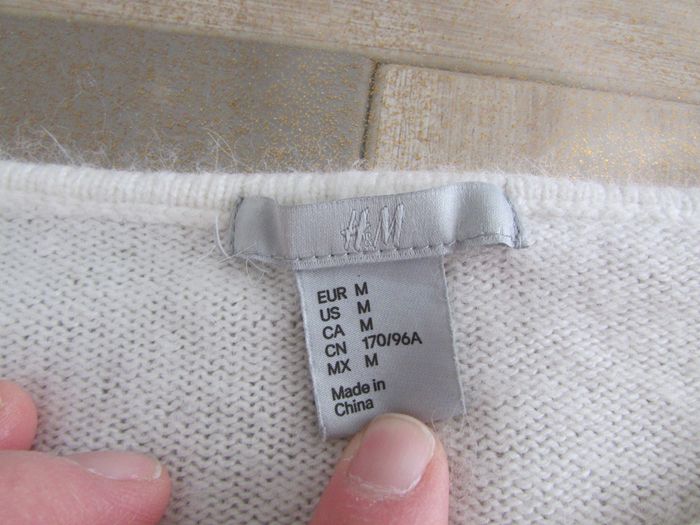 H&M
EUR M
US M
CA M
CN 170/96A
MX M
Made in
China